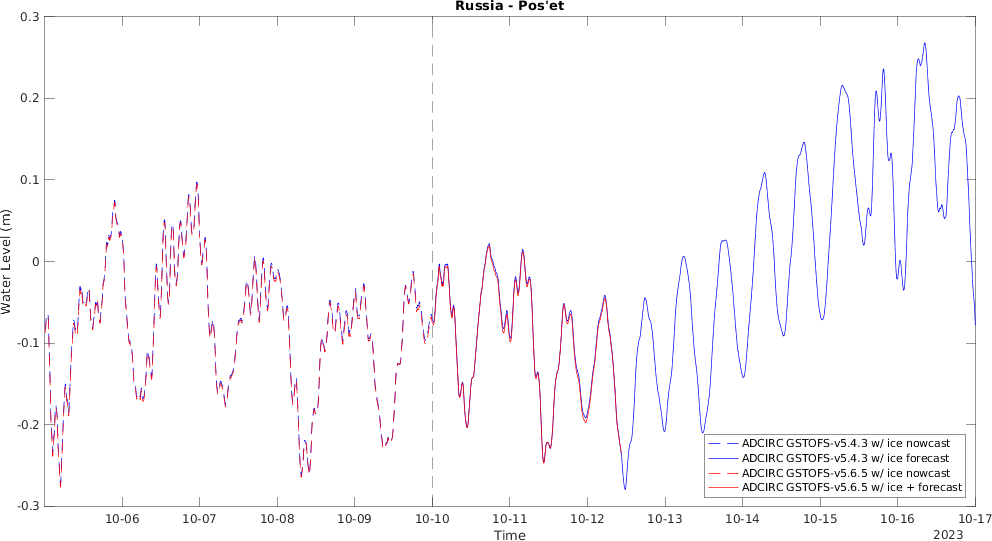 Russia - Pos'et
Water Level (m)
0.3
0.2
0.1
0
-0.1
-0.2
-0.3
10-06
10-07
10-08
10-09
10-10
10-11
10-12
10-13
10-14
10-15
10-16
10-17
Time
2023
ADCIRC GSTOFS-v5.4.3 w/ ice nowcast
ADCIRC GSTOFS-v5.4.3 w/ ice forecast
ADCIRC GSTOFS-v5.6.5 w/ ice nowcast
ADCIRC GSTOFS-v5.6.5 w/ ice + forecast